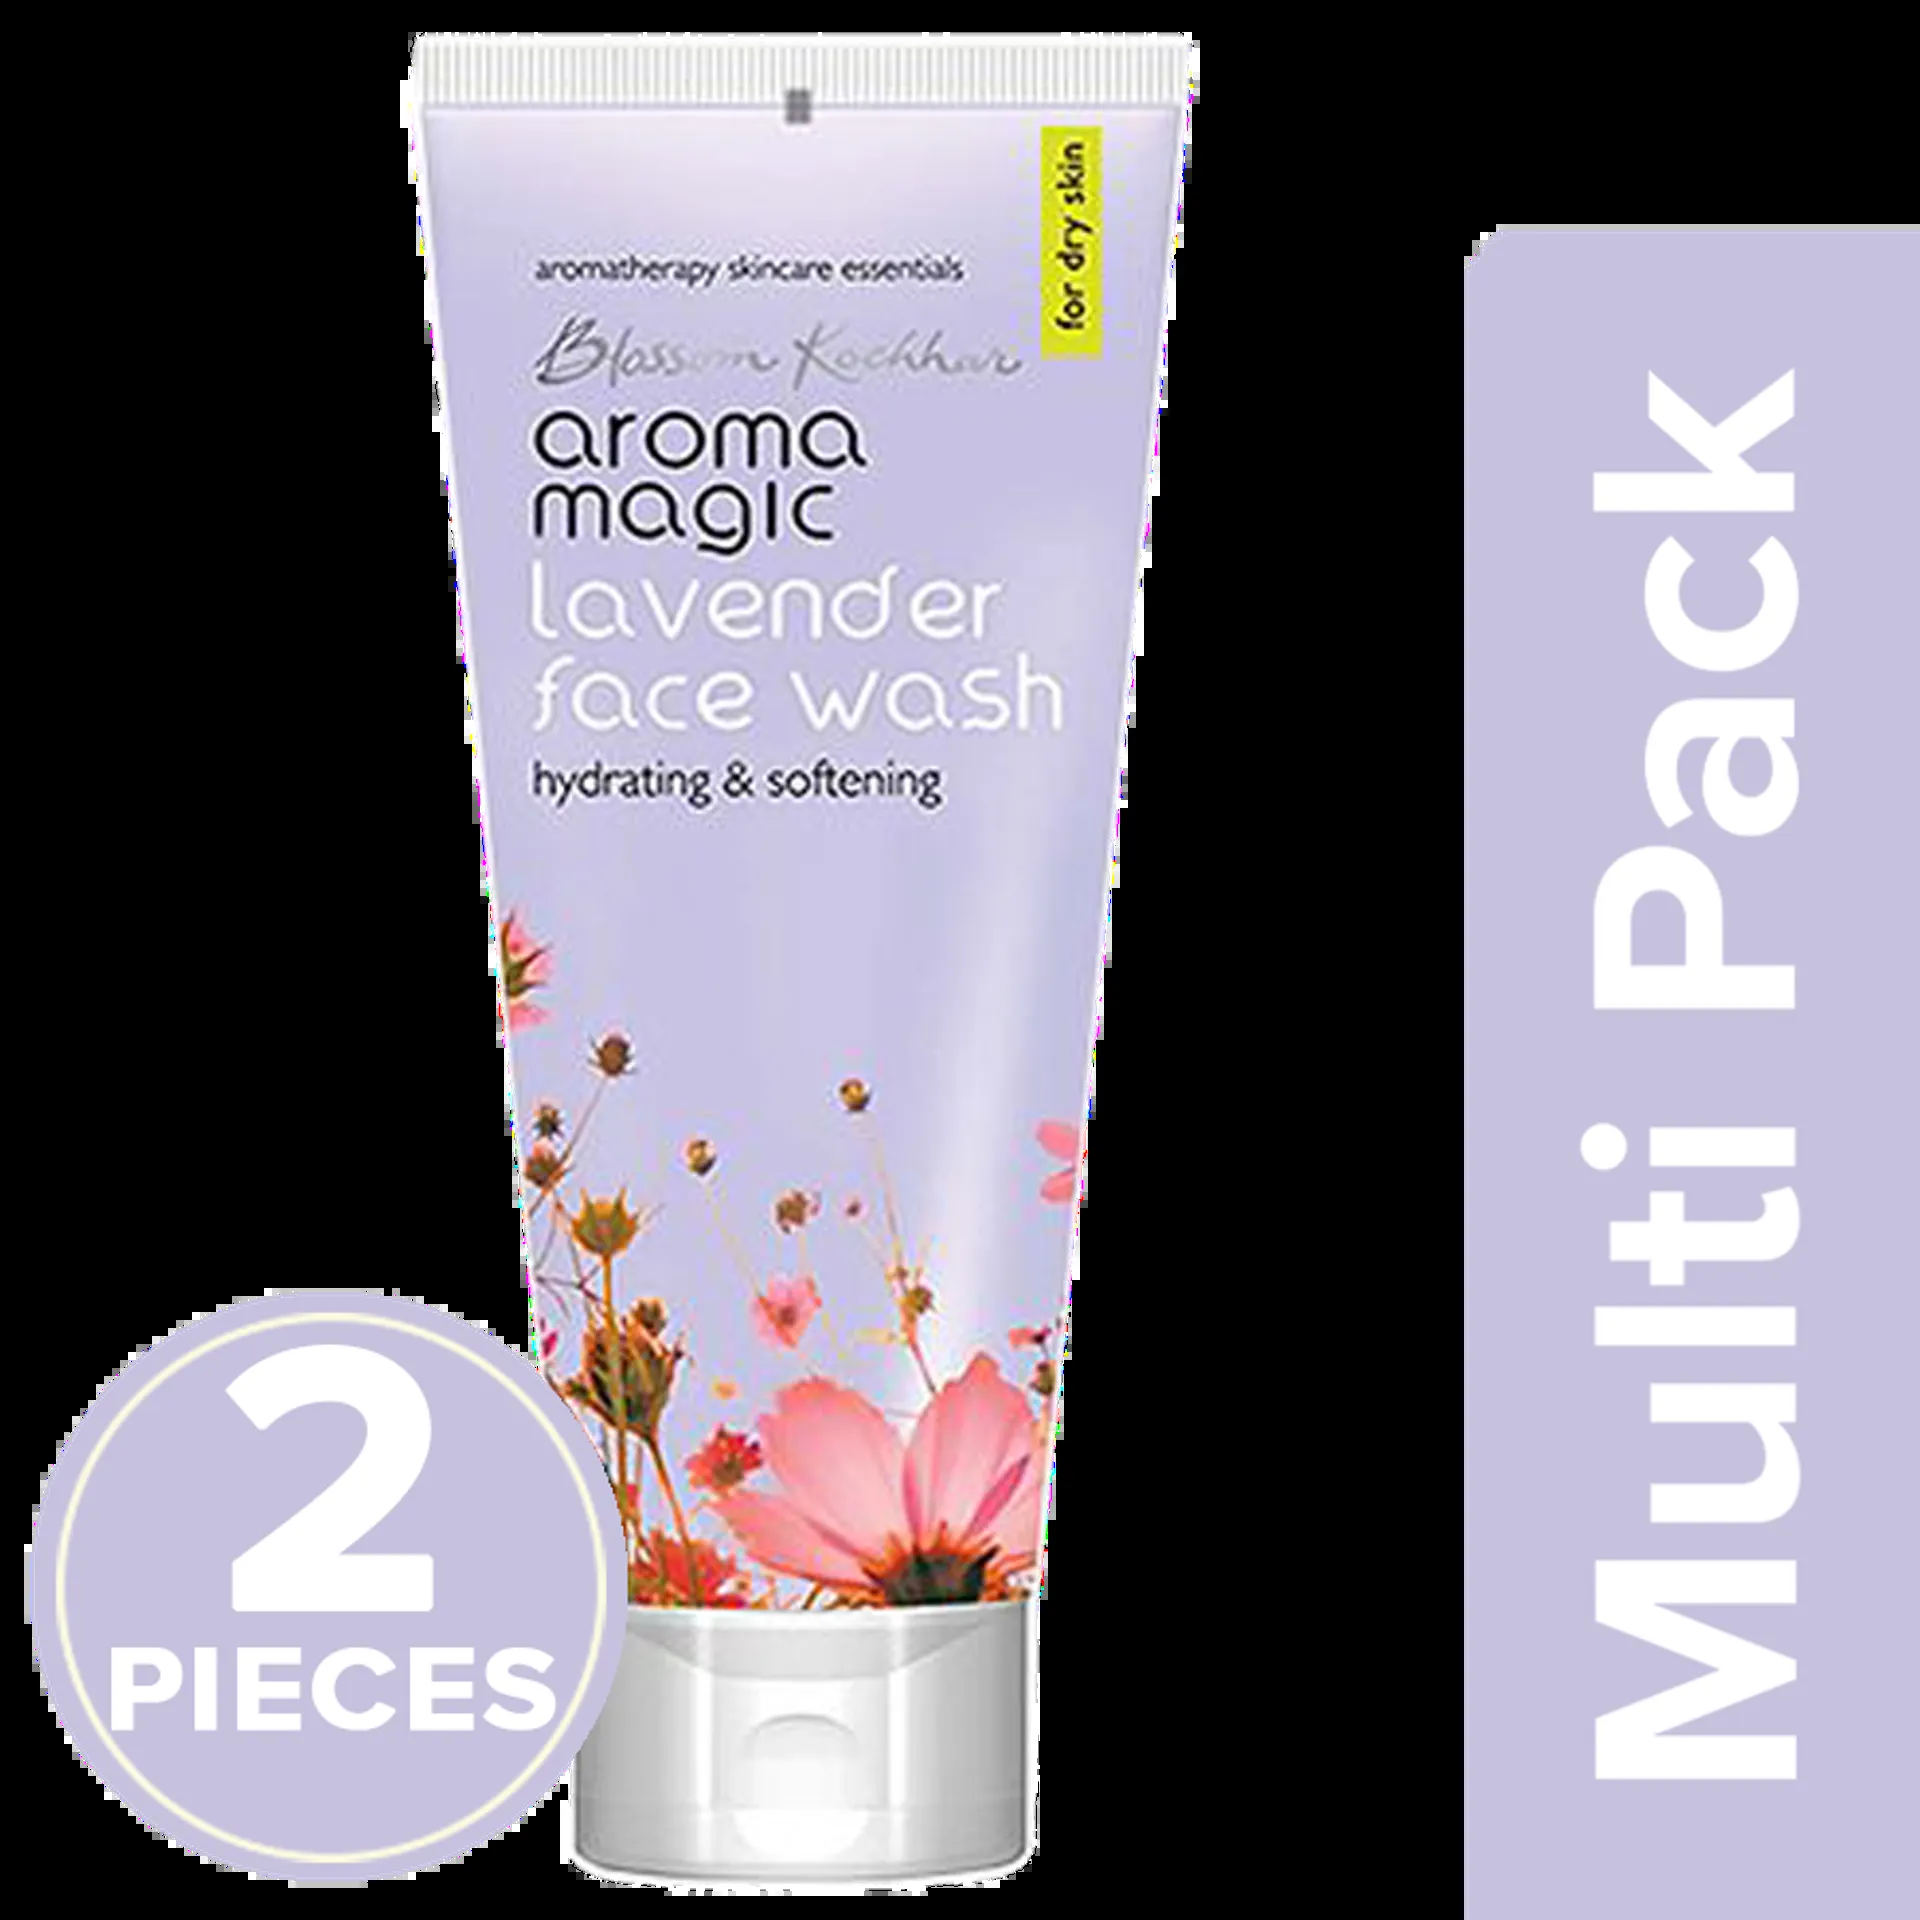 for dry skin
aromatherapy skincare essentials
Blossom Kochhar
aroma
magic
lavender
face wash
hydrating & softening
2
PIECES
Multi Pack